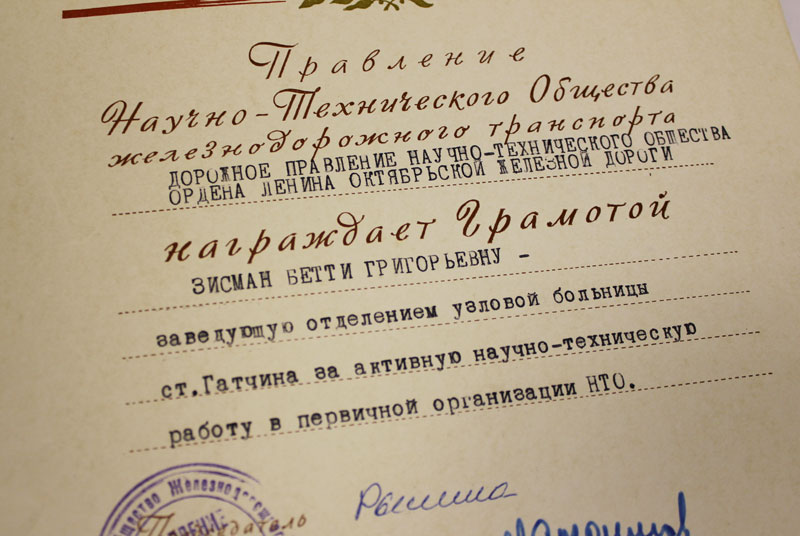 Правление
Научно-Технического Общества
железнодорожного транспорта
ДОРОЖНОЕ ПРАВЛЕНИЕ НАУЧНО-ТЕХНИЧЕСКОГО ОБЩЕСТВА
ОРДЕНА ЛЕНИНА ОКТЯБРЬСКОЙ ЖЕЛЕЗНОЙ ДОРОГИ
награждает Грамотой
ЗИСМАН БЕТТИ ГРИГОРЬЕВНУ -
заведующую отделением узловой больницы
ст.Гатчина за активную научно-техническую
работу в первичной организации НТО.